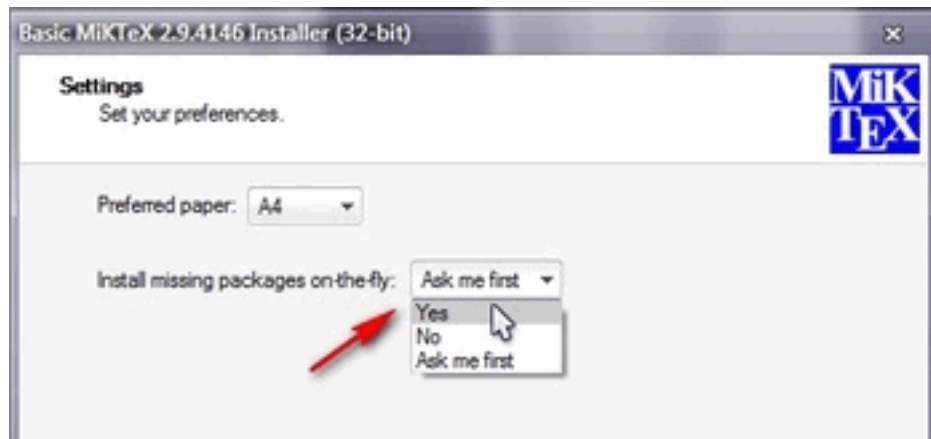 Basic MiKTeX 2.9.4146 Installer (32-bit)
Settings
Set your preferences.
MiK
TEX
Preferred paper: A4
Install missing packages on-the-fly: Ask me first
Yes
No
Ask me first